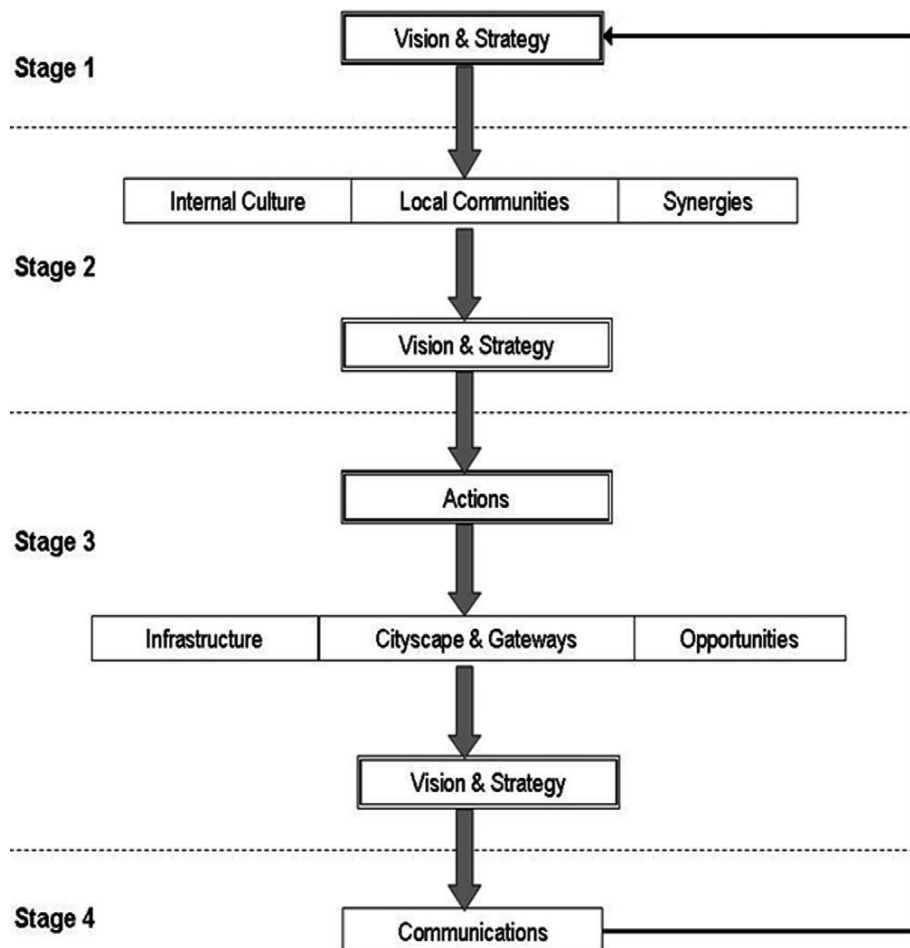 Vision & Strategy
Stage 1
Internal Culture
Local Communities
Synergies
Stage 2
Vision & Strategy
Actions
Stage 3
Infrastructure
Cityscape & Gateways
Opportunities
Vision & Strategy
Stage 4
Communications